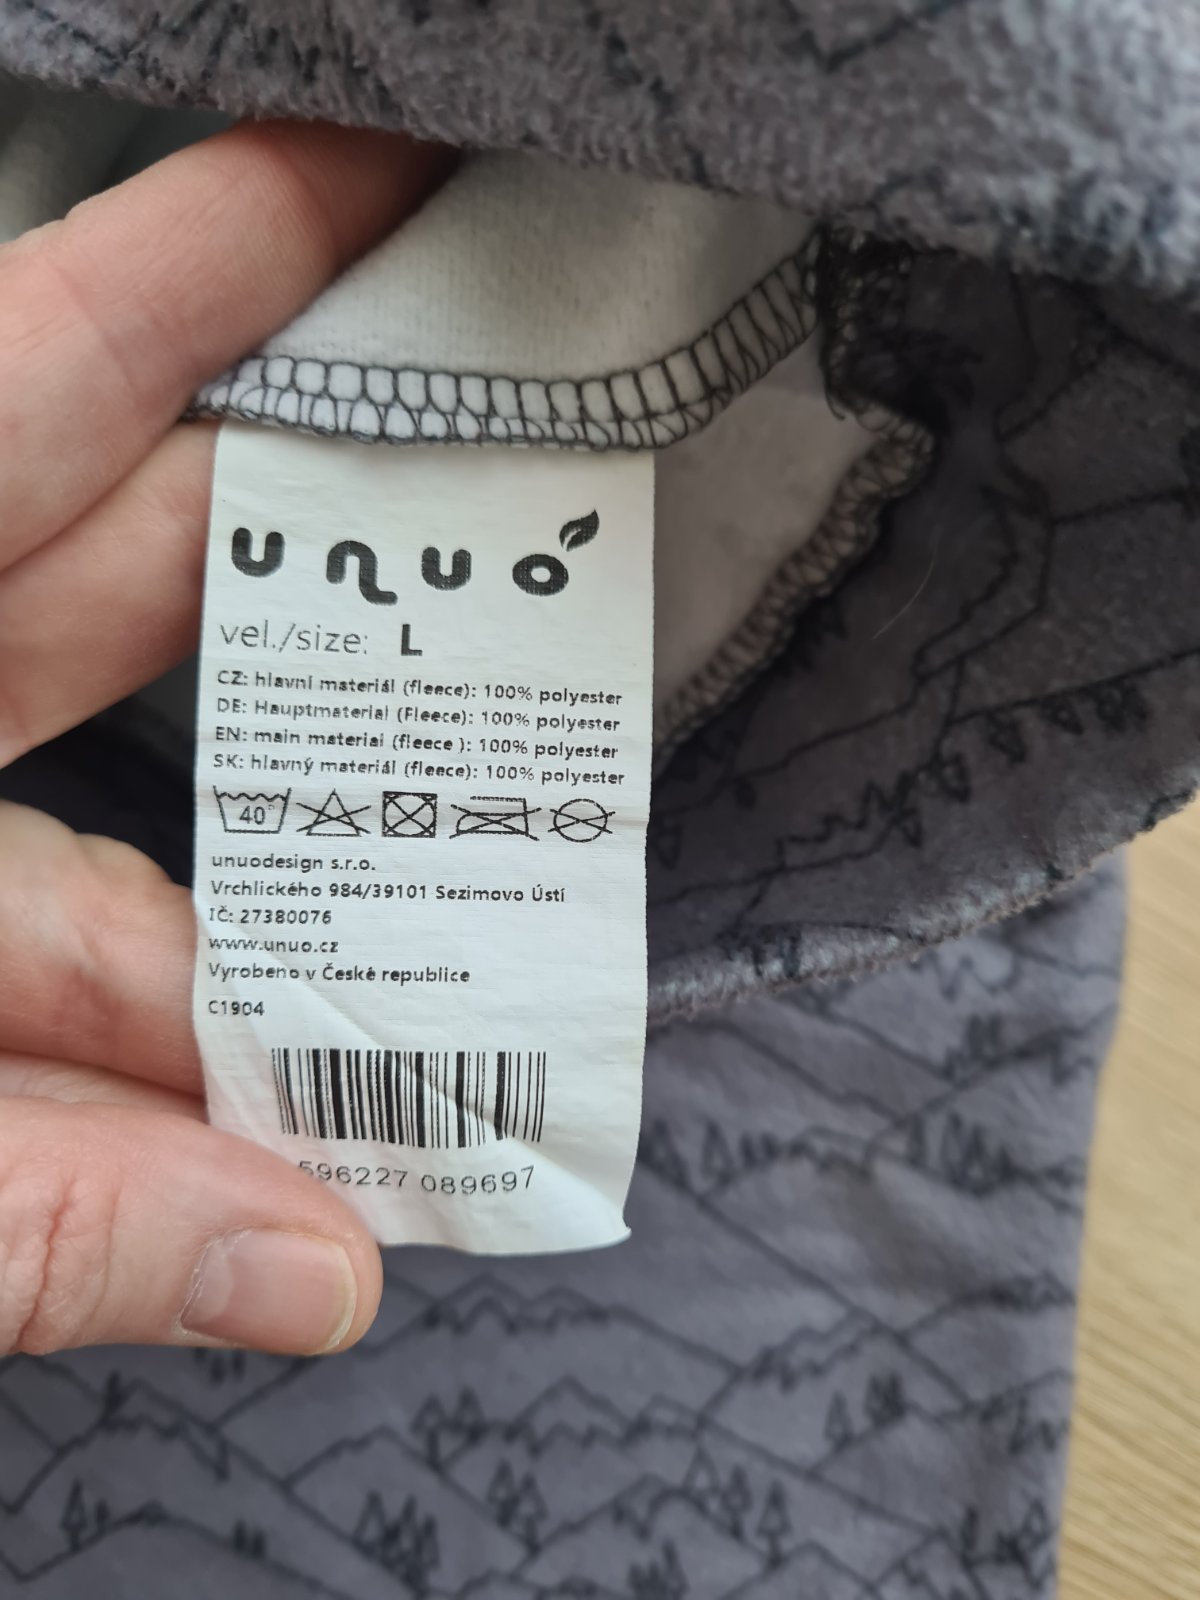 unuo
vel./size: L
CZ: hlavní materiál (fleece): 100% polyester
DE: Hauptmaterial (Fleece): 100% polyester
EN: main material (fleece ): 100% polyester
SK: hlavný materiál (fleece): 100% polyester
40°
unuodesign s.r.o.
Vrchlického 984/39101 Sezimovo Ústí
IČ: 27380076
www.unuo.cz
Vyrobeno v České republice
C1904
596227 089697